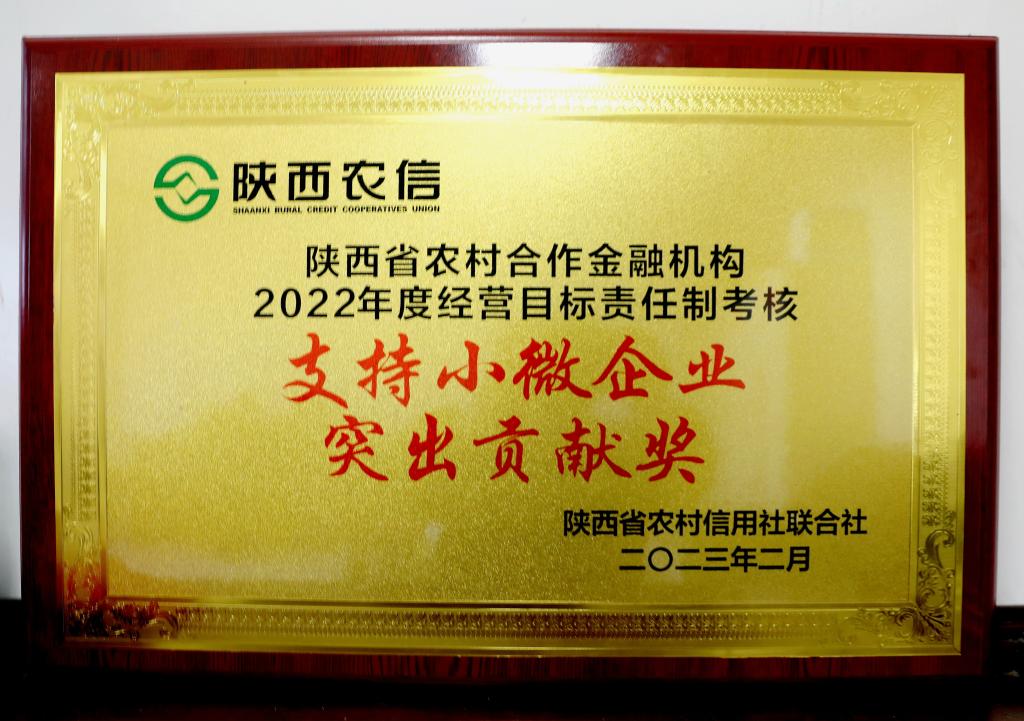 陕西农信
SHAANXI RURAL CREDIT COOPERATIVES UNION
陕西省农村合作金融机构
2022年度经营目标责任制考核
支持小微企业
突出贡献奖
陕西省农村信用社联合社
二〇二三年二月